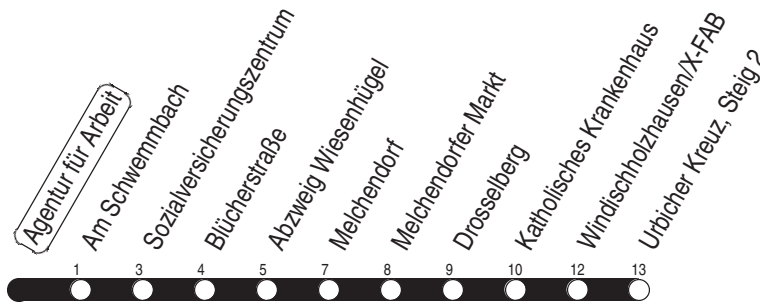 Agentur für Arbeit
Am Schwemmbach
Sozialversicherungszentrum
Blücherstraße
Abzweig Wiesenhügel
Melchendorf
Melchendorfer Markt
Drosselberg
Katholisches Krankenhaus
Windischholzhausen/X-FAB
Urbicher Kreuz, Steig 2
1 3 4 5 7 8 9 10 12 13